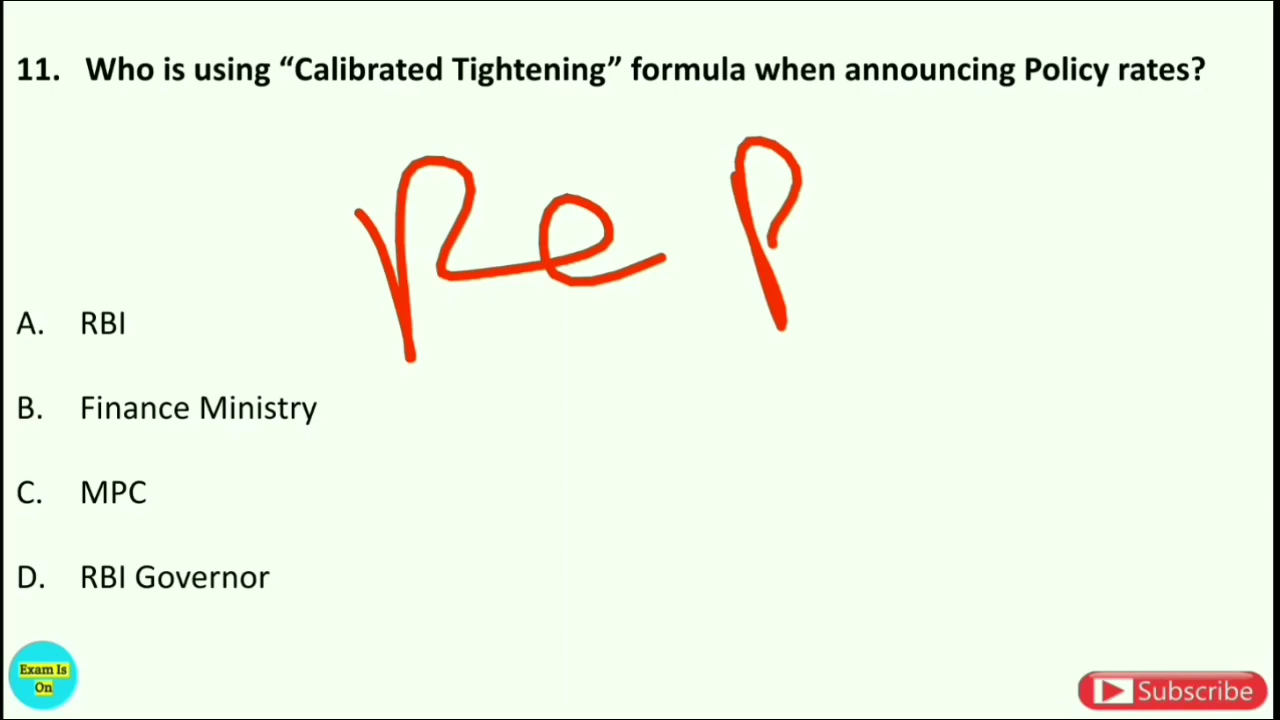 11. Who is using “Calibrated Tightening” formula when announcing Policy rates?
Re P
A. RBI
B. Finance Ministry
C. MPC
D. RBI Governor
Exam Is
On
Subscribe